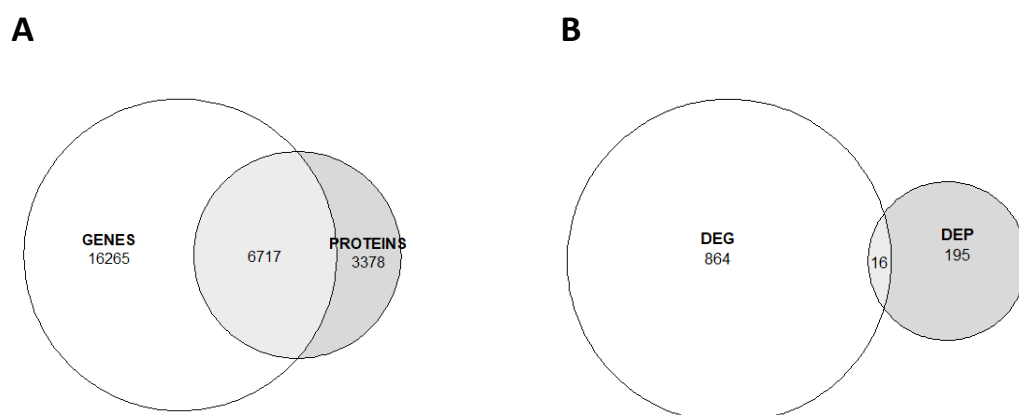 A
B
GENES
16265
6717
PROTEINS
3378
DEG
864
16
DEP
195